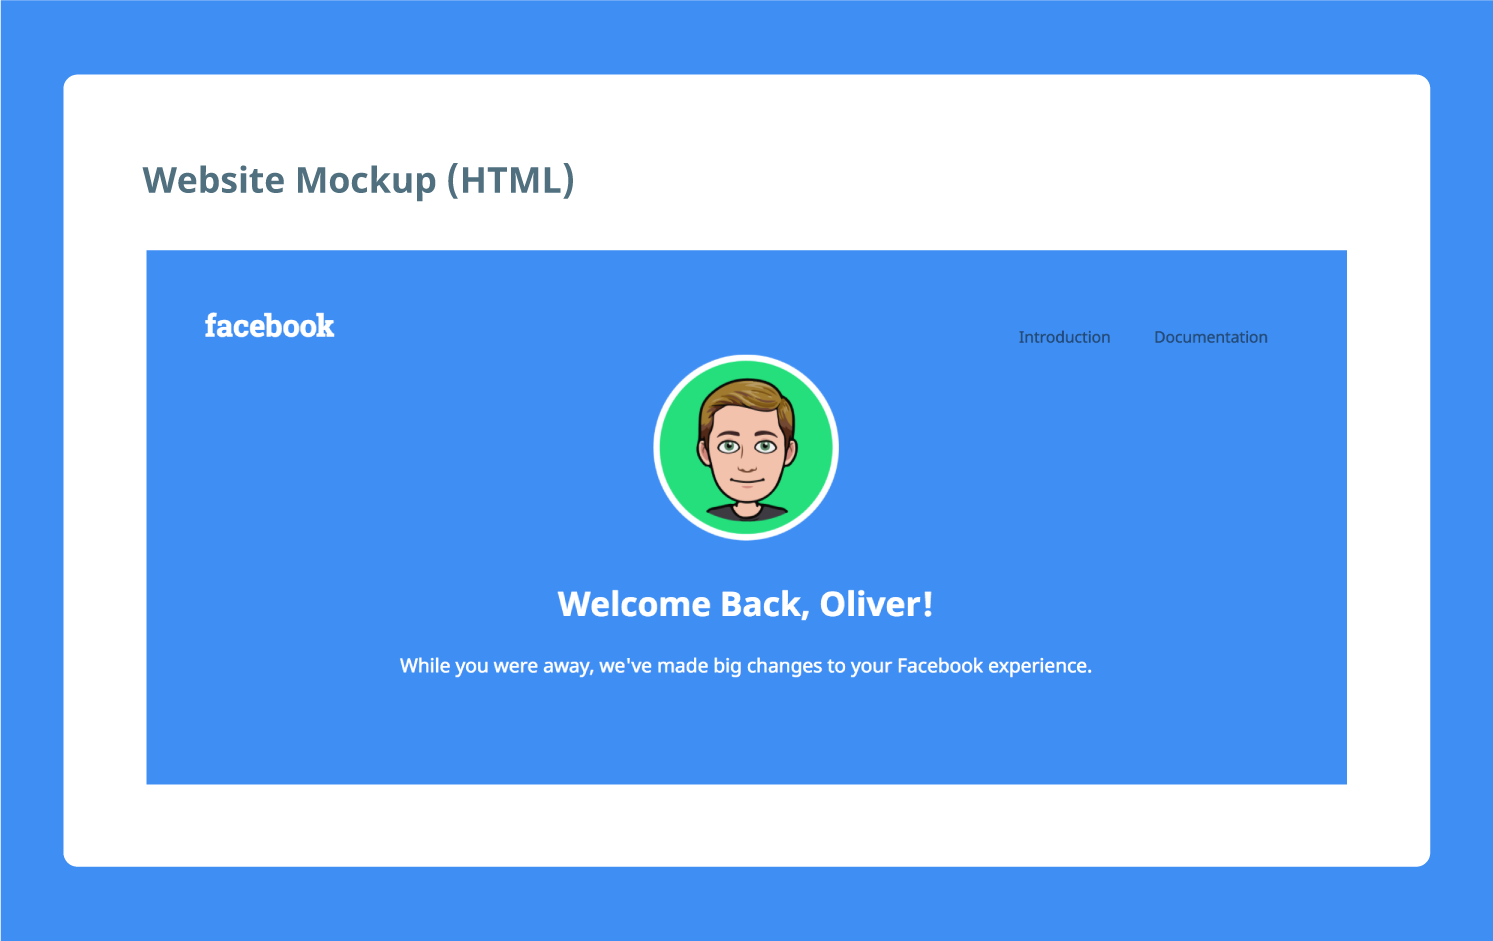 Website Mockup (HTML)
facebook
Introduction Documentation
Welcome Back, Oliver!
While you were away, we've made big changes to your Facebook experience.